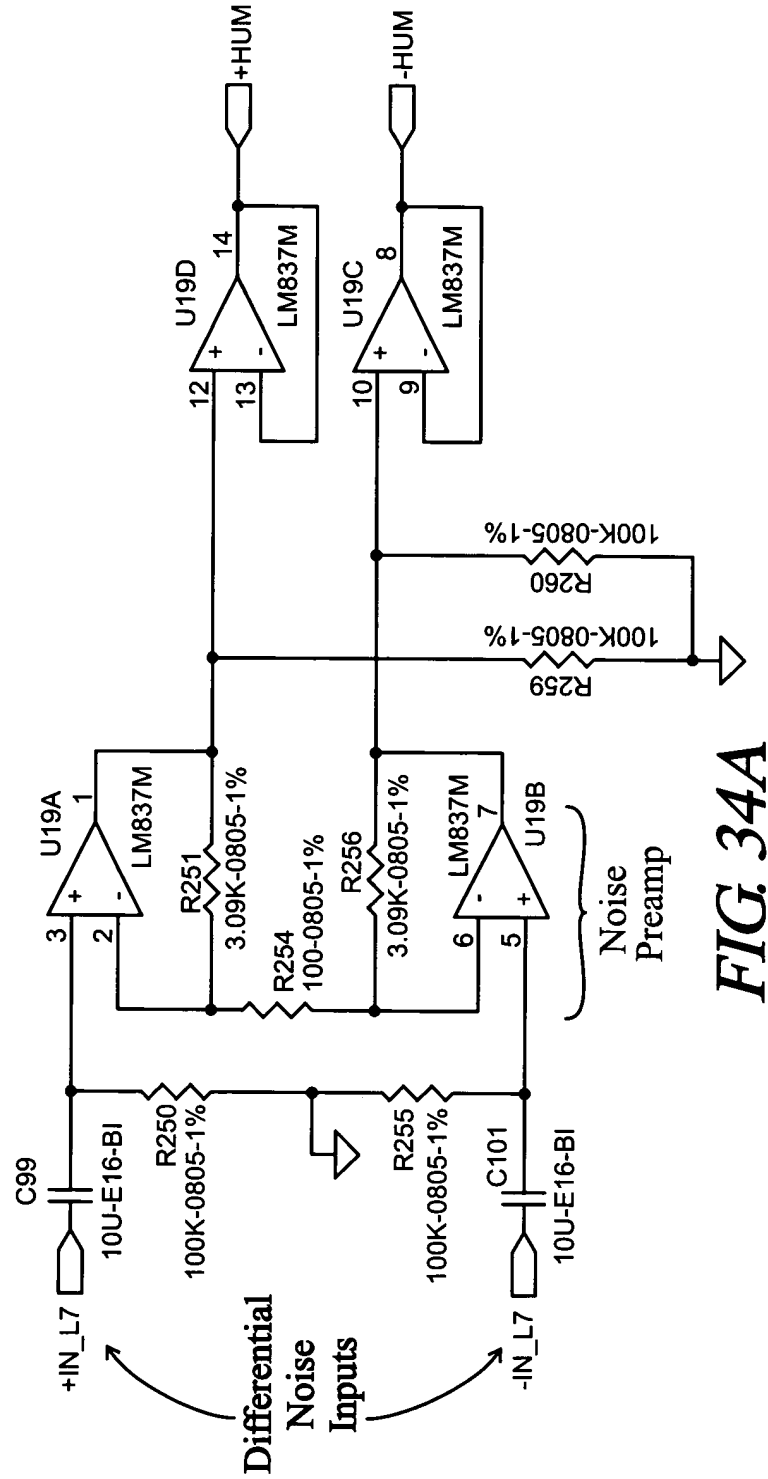 +IN_L7
C99
10U-E16-BI
R250
100K-0805-1%
Differential
Noise
Inputs
R255
100K-0805-1%
C101
10U-E16-BI
-IN_L7
U19A
3
+
2
-
1
LM837M
R251
3.09K-0805-1%
R254
100-0805-1%
R256
3.09K-0805-1%
LM837M
6
-
5
+
7
U19B
Noise
Preamp
R259
100K-0805-1%
R260
100K-0805-1%
U19D
12
+
13
-
14
LM837M
+HUM
U19C
10
+
9
-
8
LM837M
-HUM
FIG. 34A